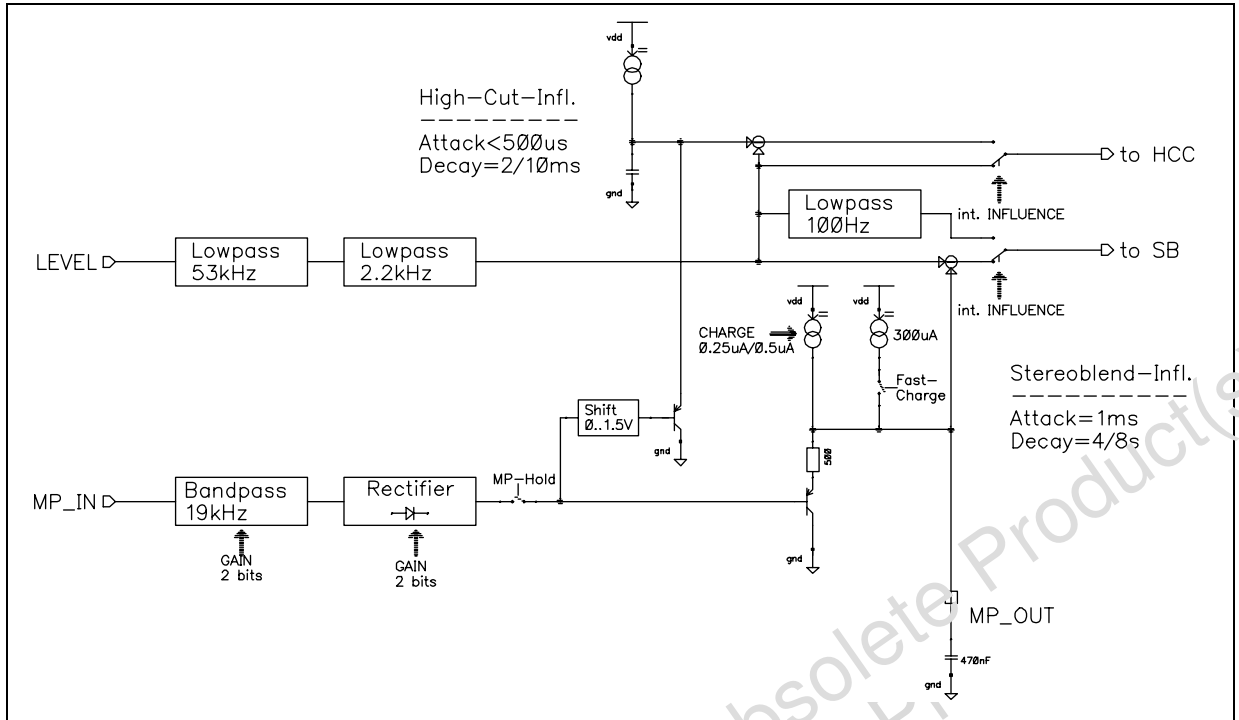 vdd
=
High-Cut-Infl.
Attack<500us
Decay=2/10ms
gnd
to HCC
Lowpass
100Hz
int. INFLUENCE
LEVEL
Lowpass
53kHz
Lowpass
2.2kHz
to SB
int. INFLUENCE
vdd
=
vdd
=
CHARGE
0.25uA/0.5uA
300uA
Fast-
Charge
Stereoblend-Infl.
Attack=1ms
Decay=4/8s
Shift
0..1.5V
gnd
500
MP_IN
Bandpass
19kHz
Rectifier
MP-Hold
GAIN
2 bits
GAIN
2 bits
gnd
MP_OUT
470nF
gnd
bsolete Product(s